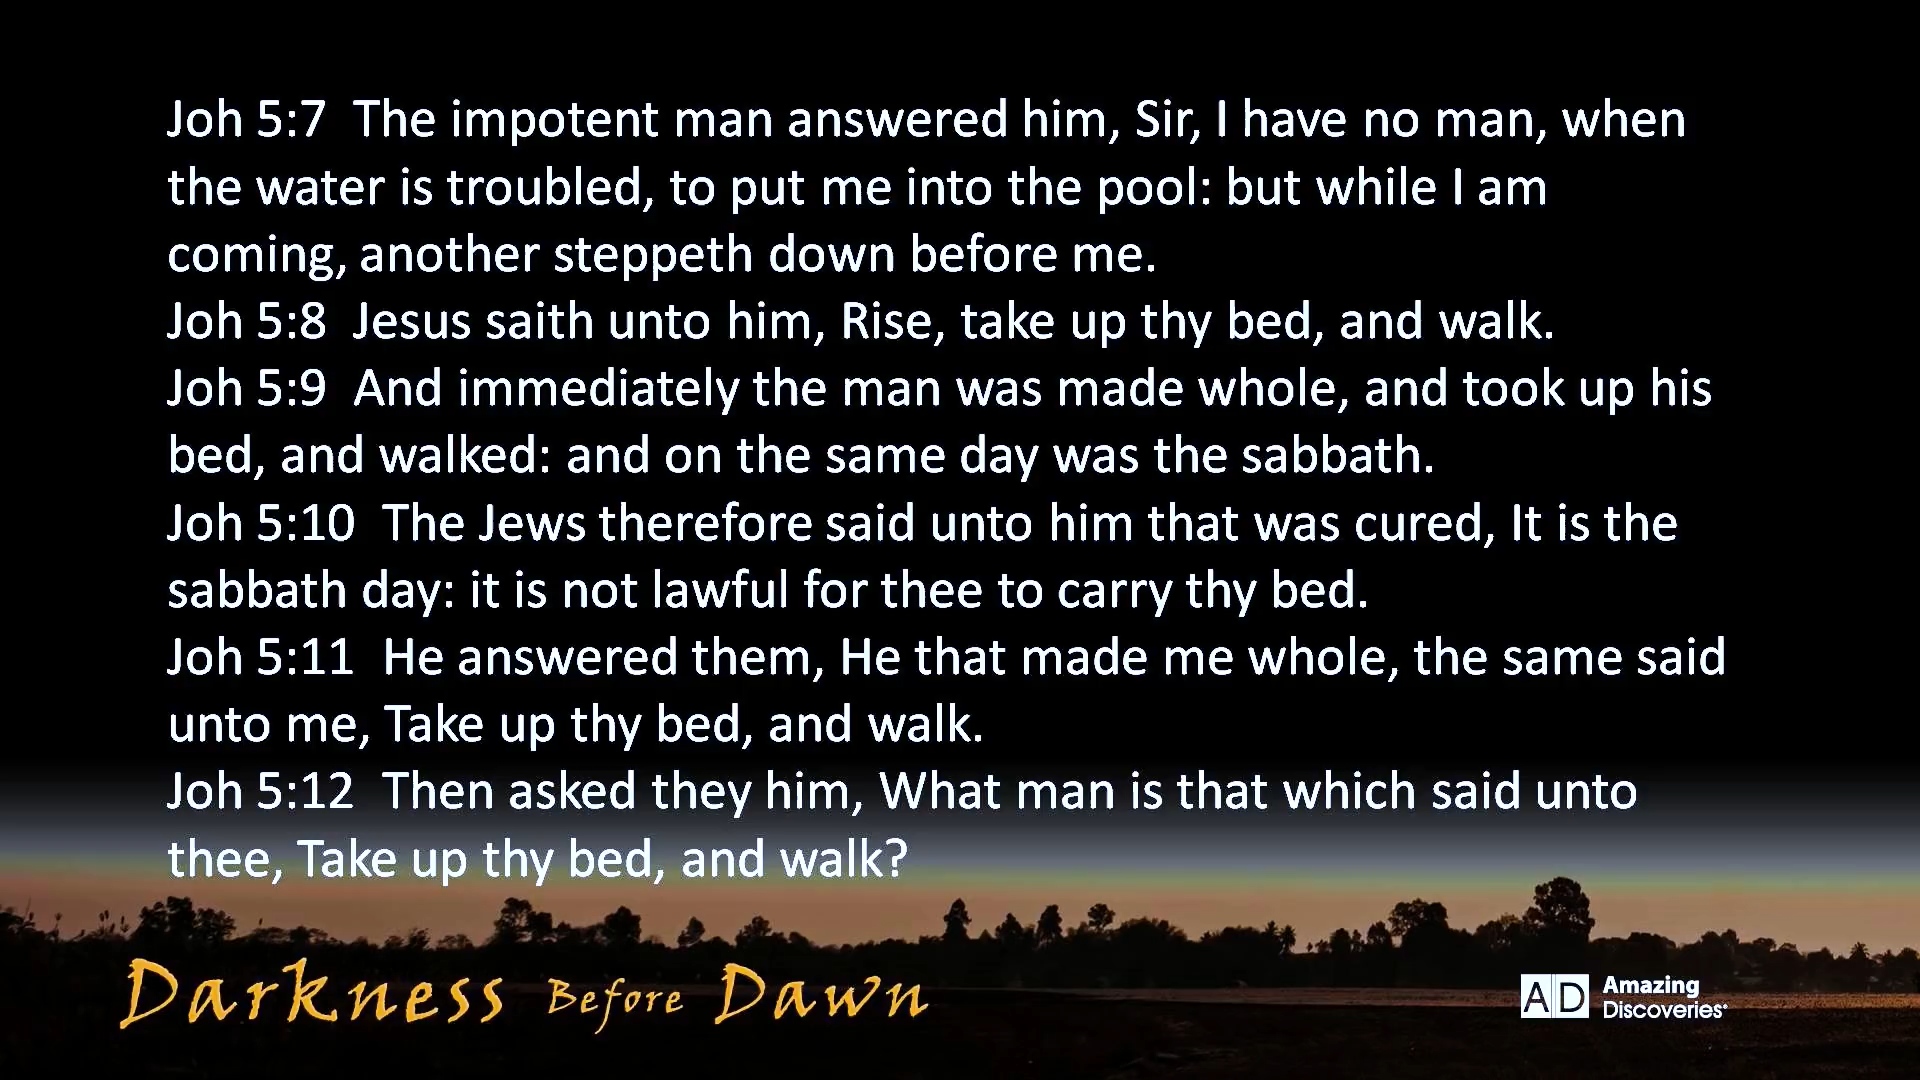 Joh 5:7  The impotent man answered him, Sir, I have no man, when
the water is troubled, to put me into the pool: but while I am
coming, another steppeth down before me.
Joh 5:8  Jesus saith unto him, Rise, take up thy bed, and walk.
Joh 5:9  And immediately the man was made whole, and took up his
bed, and walked: and on the same day was the sabbath.
Joh 5:10  The Jews therefore said unto him that was cured, It is the
sabbath day: it is not lawful for thee to carry thy bed.
Joh 5:11  He answered them, He that made me whole, the same said
unto me, Take up thy bed, and walk.
Joh 5:12  Then asked they him, What man is that which said unto
thee, Take up thy bed, and walk?
Darkness Before Dawn
AD Amazing
Discoveries